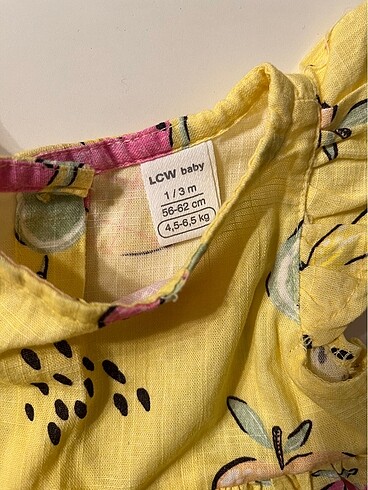 LCW baby
1 / 3 m
56-62 cm
4,5-6,5 kg